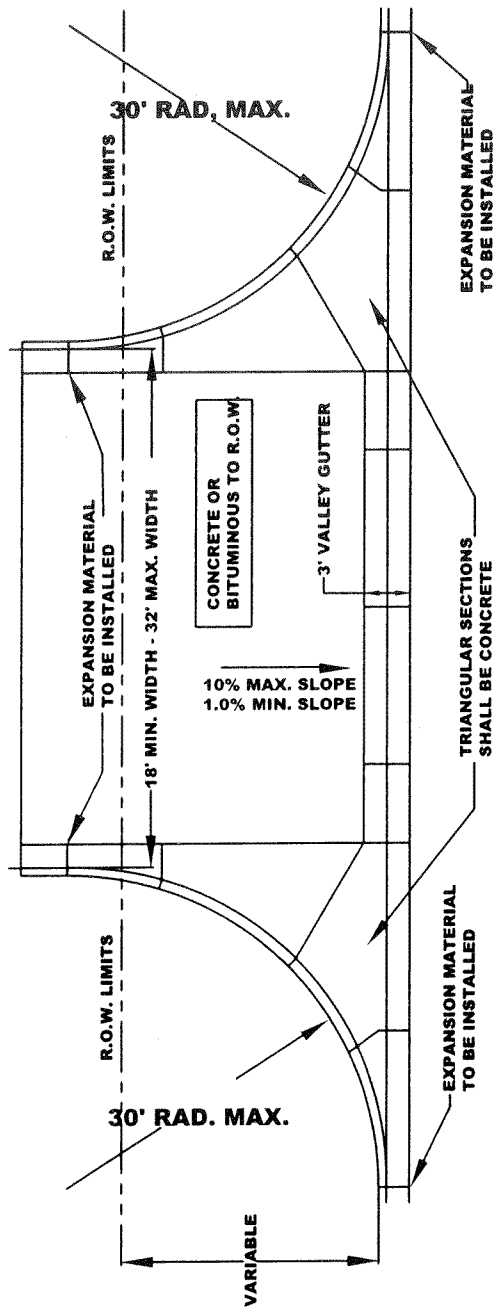 30' RAD, MAX.
R.O.W. LIMITS
EXPANSION MATERIAL
TO BE INSTALLED
EXPANSION MATERIAL
TO BE INSTALLED
18' MIN. WIDTH - 32' MAX. WIDTH
CONCRETE OR
BITUMINOUS TO R.O.W.
3' VALLEY GUTTER
10% MAX. SLOPE
1.0% MIN. SLOPE
TRIANGULAR SECTIONS
SHALL BE CONCRETE
R.O.W. LIMITS
30' RAD. MAX.
EXPANSION MATERIAL
TO BE INSTALLED
VARIABLE